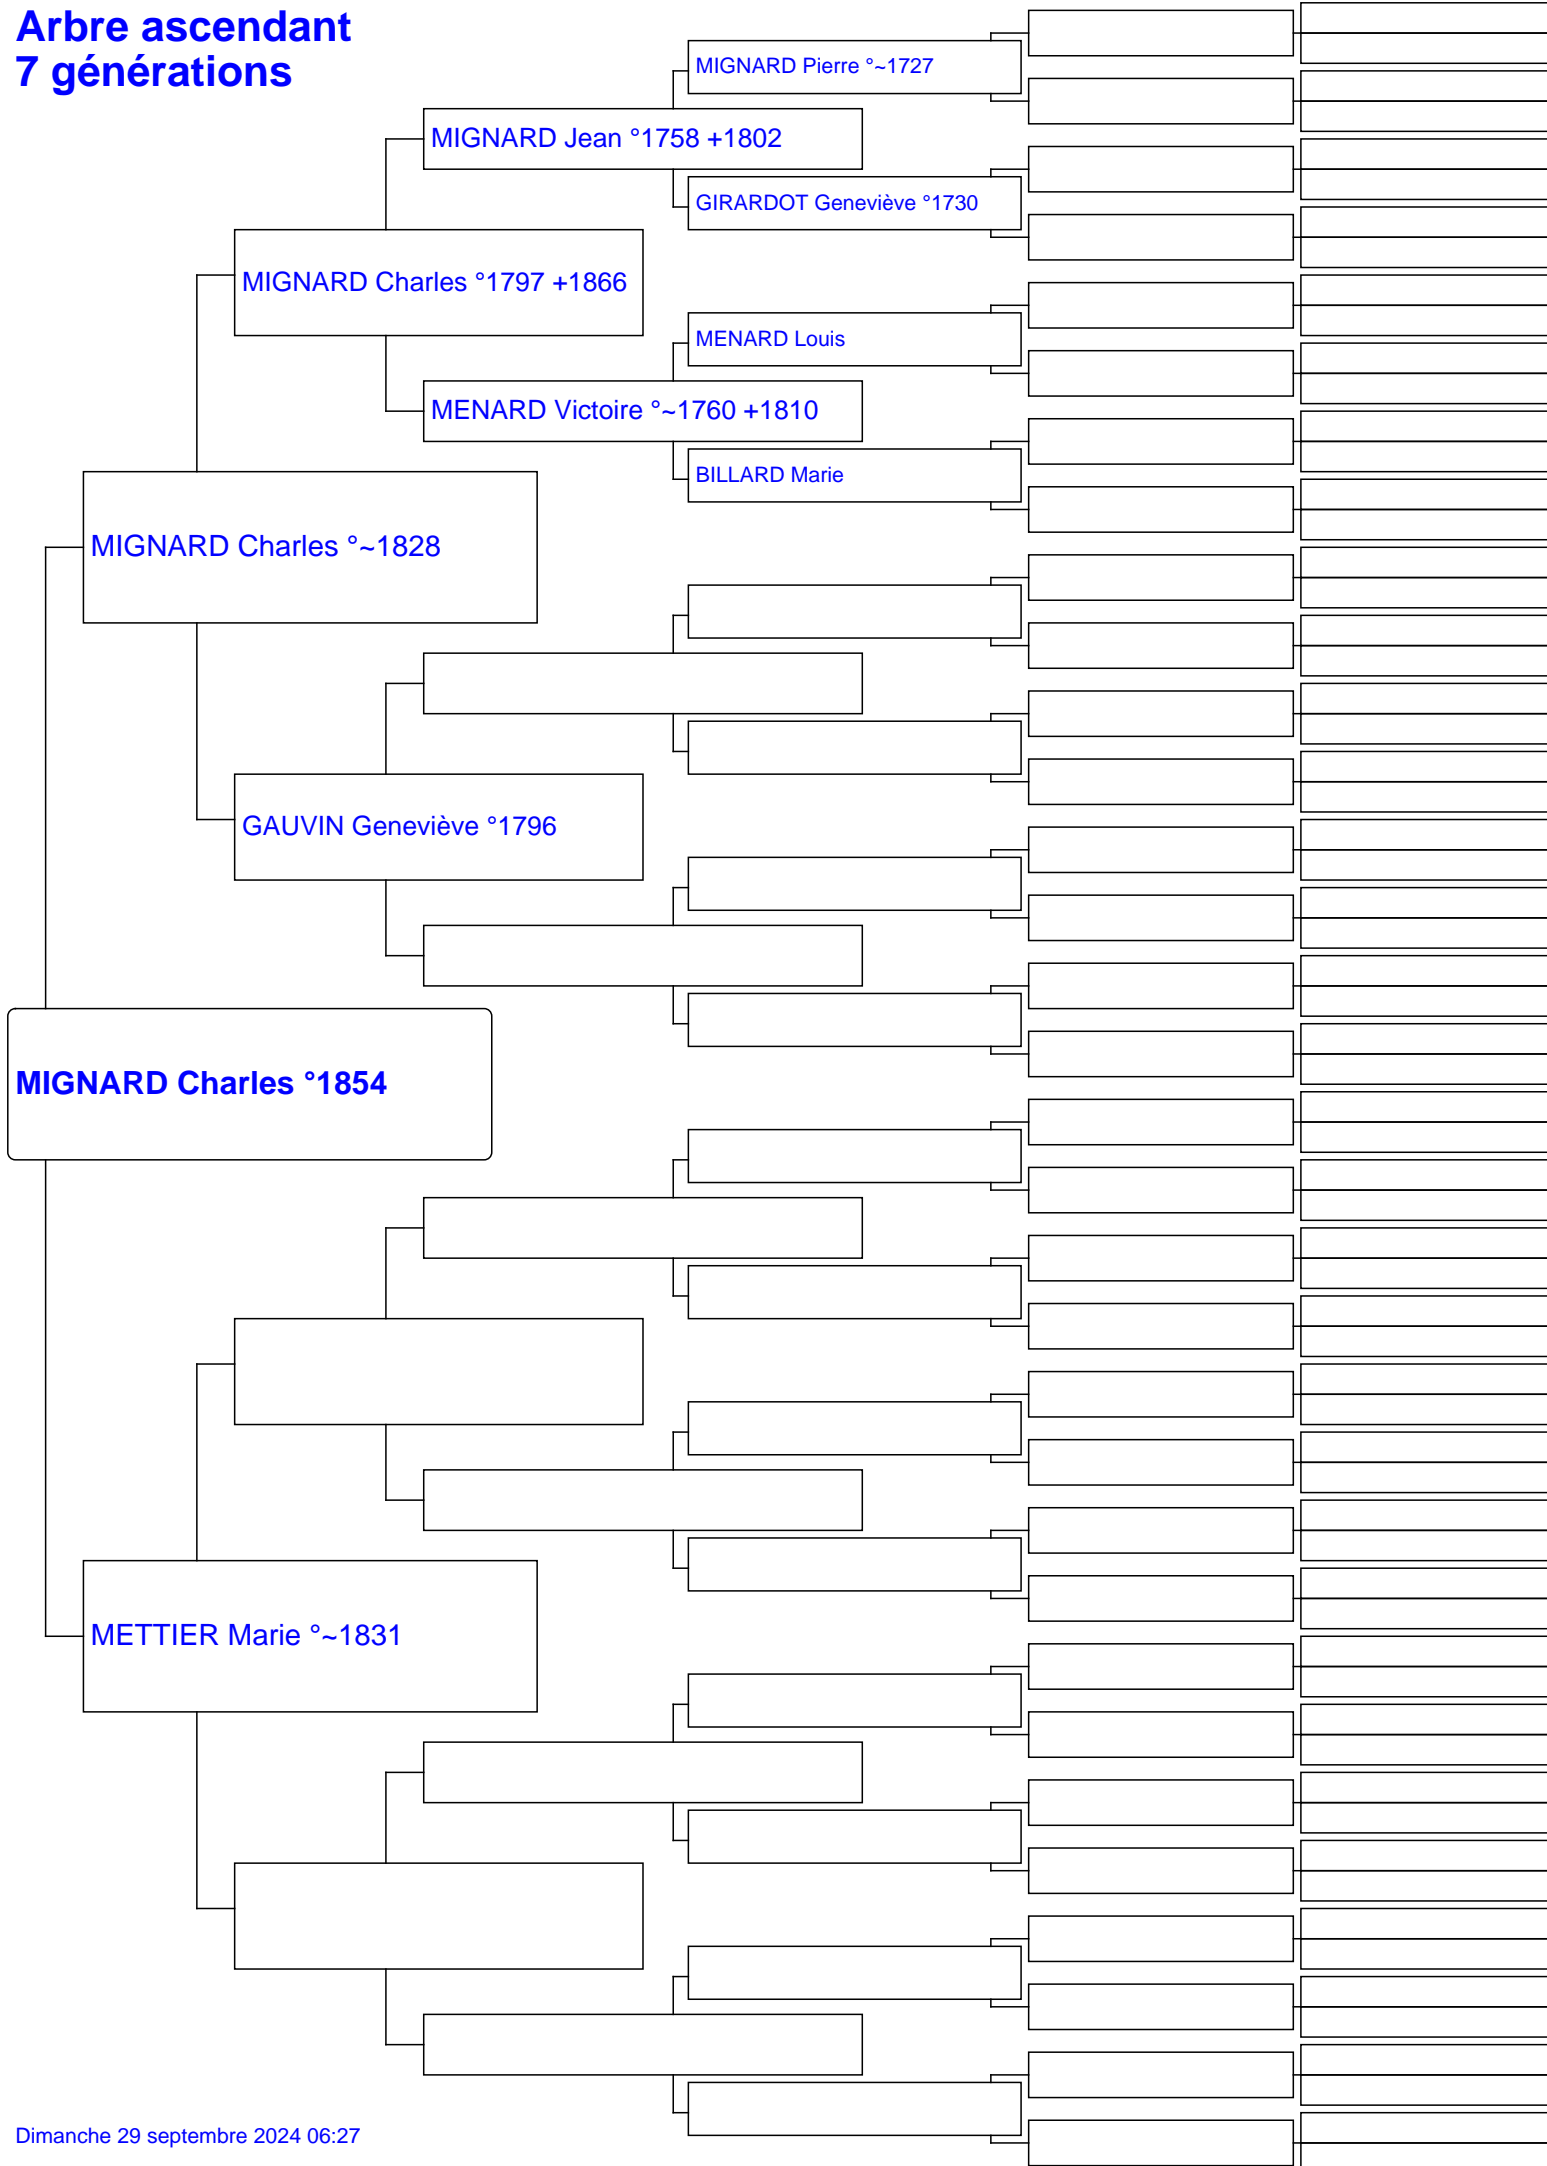 Arbre ascendant
7 générations
MIGNARD Pierre °~1727
MIGNARD Jean °1758 +1802
GIRARDOT Geneviève °1730
MIGNARD Charles °1797 +1866
MENARD Louis
MENARD Victoire °~1760 +1810
BILLARD Marie
MIGNARD Charles °~1828
GAUVIN Geneviève °1796
MIGNARD Charles °1854
METTIER Marie °~1831
Dimanche 29 septembre 2024 06:27